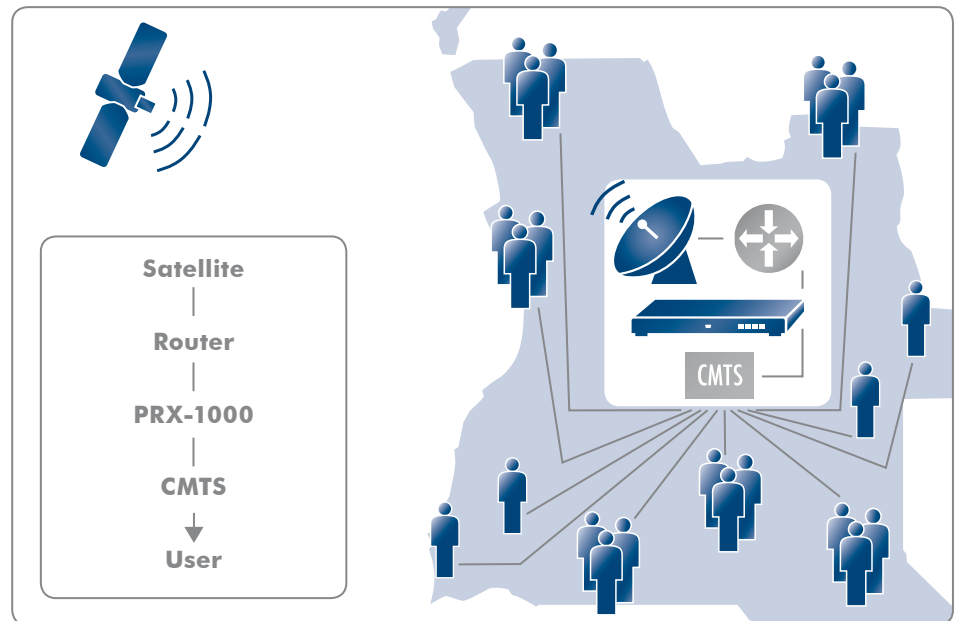 Satellite
Router
PRX-1000
CMTS
User
CMTS